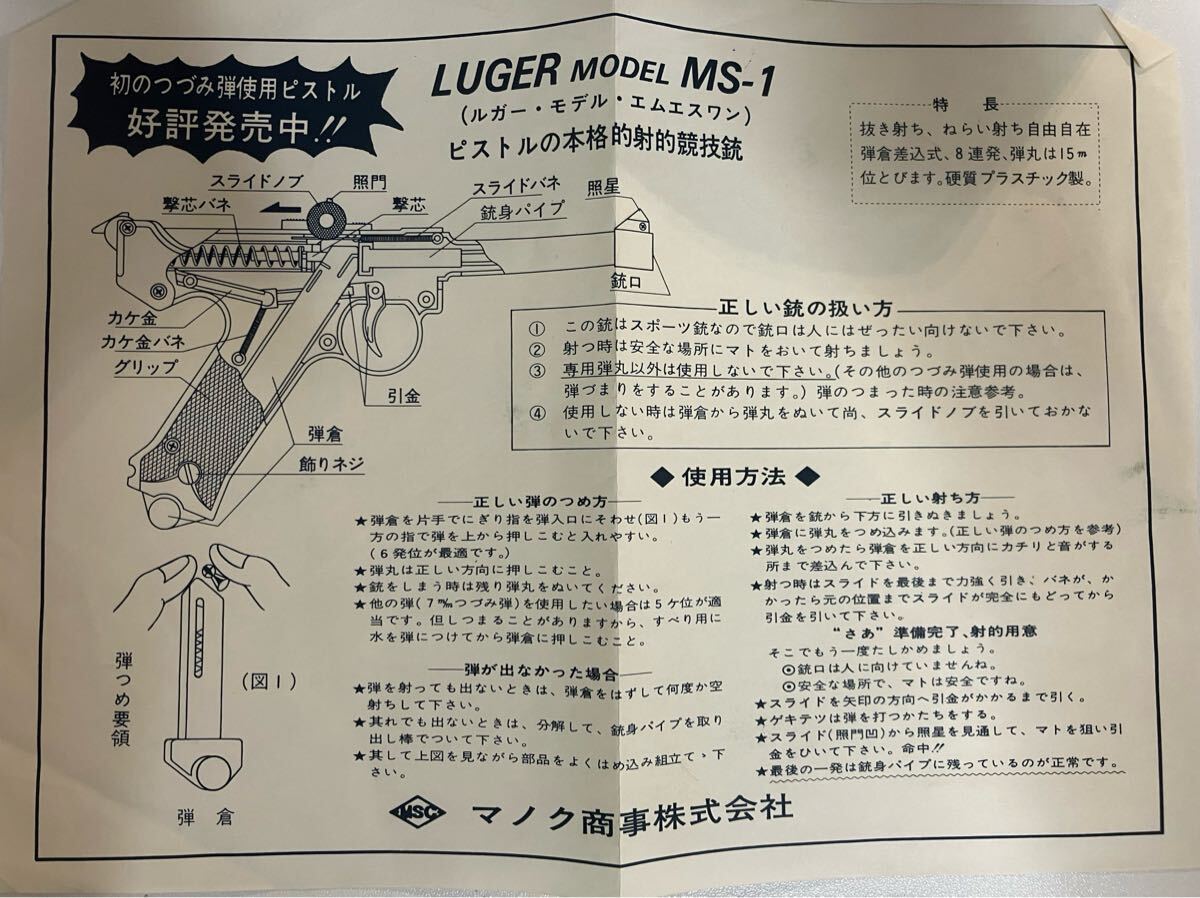 初のつづみ弾使用ピストル
好評発売中!!
LUGER MODEL MS-1
(ルガー・モデル・エムエスワン)
ピストルの本格的射的競技銃
特長
抜き射ち、ねらい射ち自由自在
弾倉差込式、8連発、弾丸は15m
位とびます。硬質プラスチック製。
スライドノブ
照門
スライドバネ
照星
撃芯バネ
撃芯
銃身パイプ
銃口
カケ金
カケ金バネ
グリップ
引金
弾倉
飾りネジ
正しい銃の扱い方
① この銃はスポーツ銃なので銃口は人にはぜったい向けないで下さい。
② 射つ時は安全な場所にマトをおいて射ちましょう。
③ 専用弾丸以外は使用しないで下さい。(その他のつづみ弾使用の場合は、
弾づまりをすることがあります。)弾のつまった時の注意参考。
④ 使用しない時は弾倉から弾丸をぬいて尚、スライドノブを引いておかな
いで下さい。
◆使用方法◆
正しい弾のつめ方
★弾倉を片手でにぎり指を弾入口にそわせ(図1)もう一
方の指で弾を上から押しこむと入れやすい。
(6発位が最適です。)
★弾丸は正しい方向に押しこむこと。
★銃をしまう時は残り弾丸をぬいてください。
★他の弾(7㎜つづみ弾)を使用したい場合は5ケ位が適
当です。但しつまることがありますから、すべり用に
水を弾につけてから弾倉に押しこむこと。
弾が出なかった場合
★弾を射っても出ないときは、弾倉をはずして何度か空
射ちして下さい。
★其れでも出ないときは、分解して、銃身パイプを取り
出し棒でついて下さい。
★其して上図を見ながら部品をよくはめ込み組立てゝ下
さい。
正しい射ち方
★弾倉を銃から下方に引きぬきましょう。
★弾倉に弾丸をつめ込みます。(正しい弾のつめ方を参考)
★弾丸をつめたら弾倉を正しい方向にカチリと音がする
所まで差込んで下さい。
★射つ時はスライドを最後まで力強く引き、バネが、か
かったら元の位置までスライドが完全にもどってから
引金を引いて下さい。
"さあ"準備完了、射的用意
そこでもう一度たしかめましょう。
⊙銃口は人に向けていませんね。
⊙安全な場所で、マトは安全ですね。
★スライドを矢印の方向へ引金がかかるまで引く。
★ゲキテツは弾を打つかたちをする。
★スライド(照門凹)から照星を見通して、マトを狙い引
金をひいて下さい。命中!!
★最後の一発は銃身パイプに残っているのが正常です。
弾つめ要領
(図1)
弾倉
MSC マノク商事株式会社